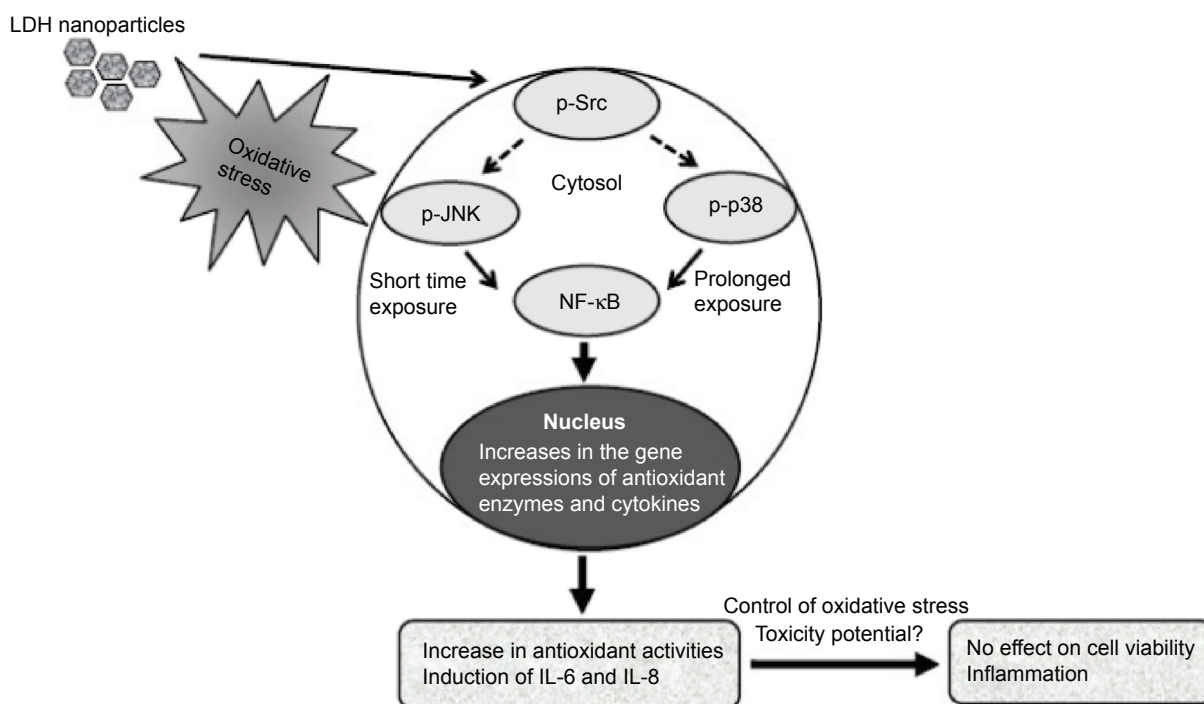 LDH nanoparticles
Oxidative
stress
p-Src
Cytosol
p-JNK
p-p38
Short time
exposure
Prolonged
exposure
NF-κB
Nucleus
Increases in the gene
expressions of antioxidant
enzymes and cytokines
Control of oxidative stress
Toxicity potential?
Increase in antioxidant activities
Induction of IL-6 and IL-8
No effect on cell viability
Inflammation